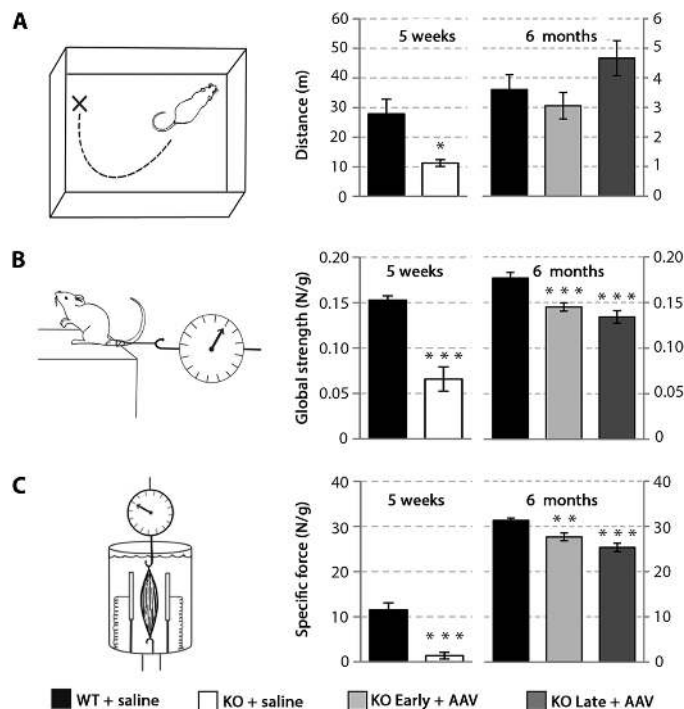 A
5 weeks
6 months
Distance (m)
60
50
40
30
20
10
0
*
6
5
4
3
2
1
0
B
5 weeks
6 months
Global strength (N/g)
0.20
0.15
0.10
0.05
0
* * *
* * *
* * *
0.20
0.15
0.10
0.05
0
C
5 weeks
6 months
Specific force (N/g)
40
30
20
10
0
* * *
* *
* * *
40
30
20
10
0
WT + saline
KO + saline
KO Early + AAV
KO Late + AAV